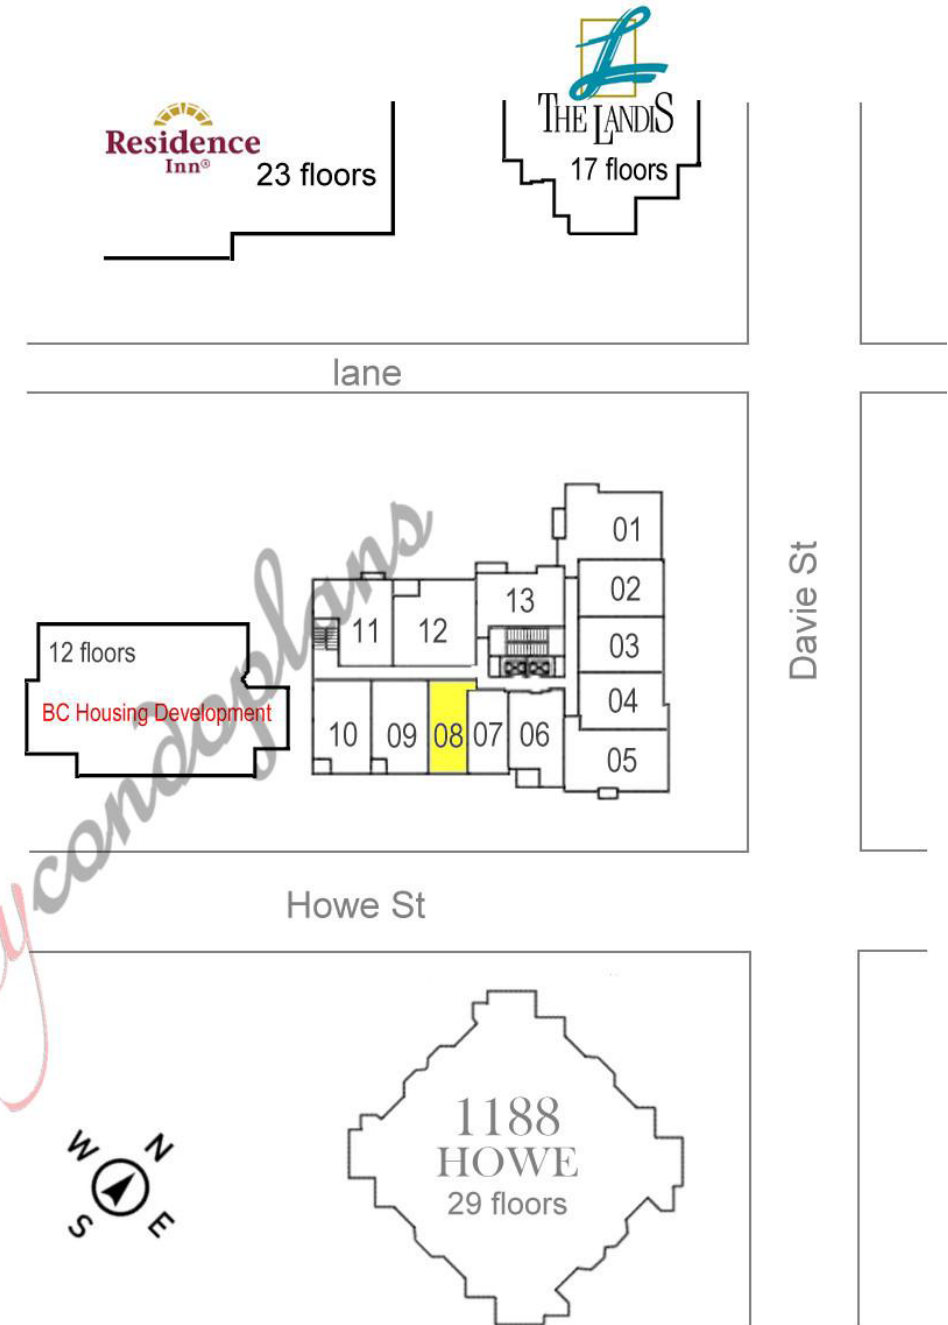 L
THE LANDIS
17 floors
Residence
Inn®
23 floors
lane
01
02
03
04
05
13
11
12
10
09
08
07
06
12 floors
BC Housing Development
Davie St
ycondoplans
Howe St
1188
HOWE
29 floors
W
N
S
E